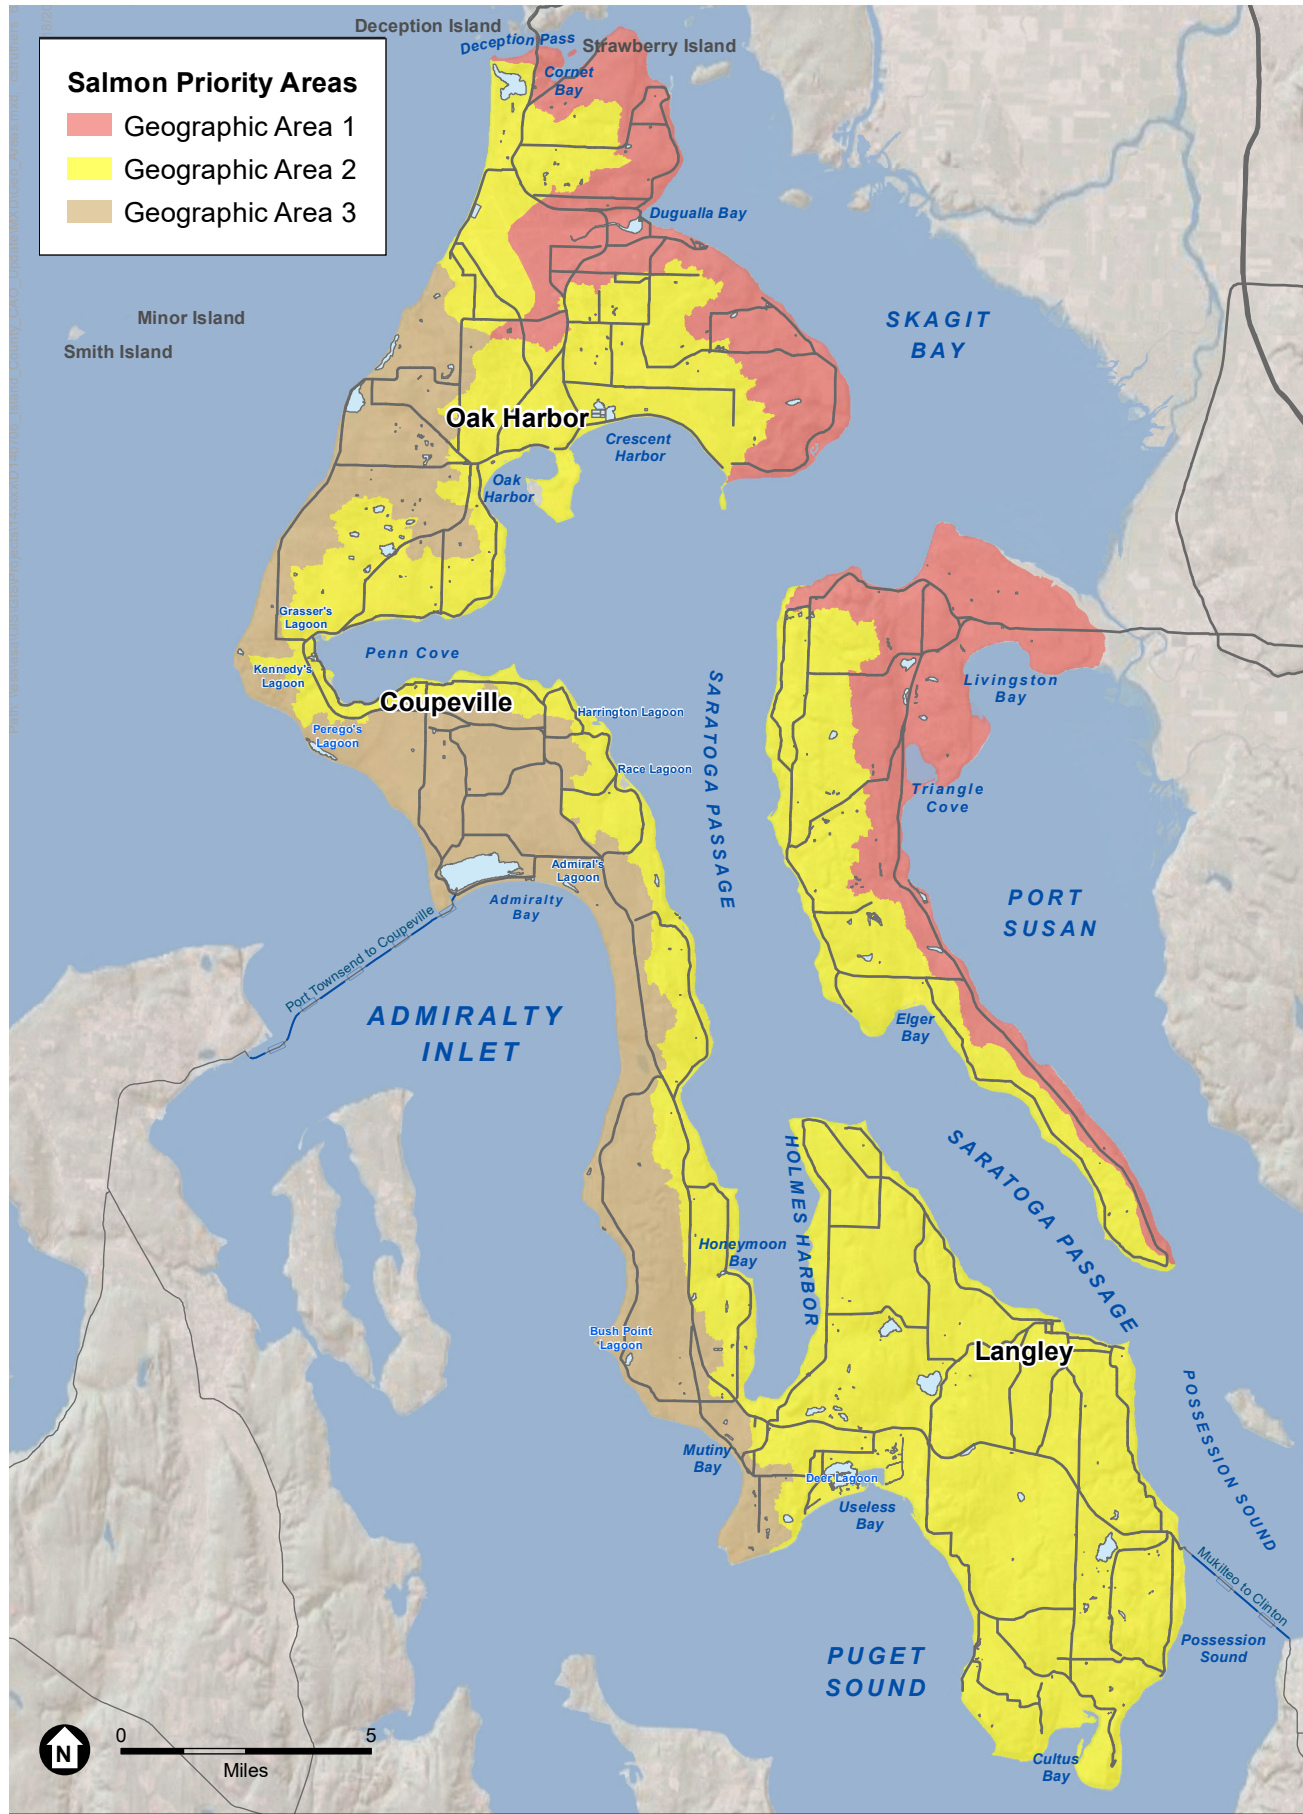 Deception Island
Deception Pass
Strawberry Island
Cornet
Bay
Salmon Priority Areas
Geographic Area 1
Geographic Area 2
Geographic Area 3
Dugualla Bay
Minor Island
Smith Island
SKAGIT
BAY
Oak Harbor
Crescent
Harbor
Oak
Harbor
Grasser's
Lagoon
Penn Cove
Kennedy's
Lagoon
Coupeville
Harrington Lagoon
Perego's
Lagoon
Race Lagoon
SARATOGA PASSAGE
Livingston
Bay
Triangle
Cove
Admiral's
Lagoon
Admiralty
Bay
PORT
SUSAN
Port Townsend to Coupeville
ADMIRALTY
INLET
Elger
Bay
HOLMES HARBOR
SARATOGA PASSAGE
Honeymoon
Bay
Bush Point
Lagoon
Langley
POSSESSION SOUND
Mutiny
Bay
Deer Lagoon
Useless
Bay
Mukilteo to Clinton
Possession
Sound
PUGET
SOUND
Cultus
Bay
N
0 5
Miles